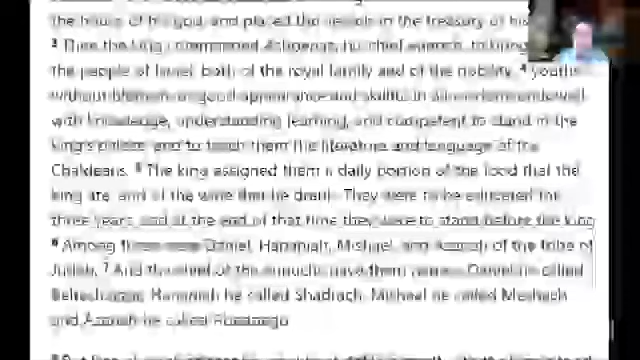 the house of his god, and placed the vessels in the treasury of his
3 Then the king commanded Ashpenaz, his chief eunuch, to bring
the people of Israel, both of the royal family and of the nobility, 4 youths
without blemish, of good appearance and skillful in all wisdom, endowed
with knowledge, understanding learning, and competent to stand in the
king's palace, and to teach them the literature and language of the
Chaldeans. 5 The king assigned them a daily portion of the food that the
king ate, and of the wine that he drank. They were to be educated for
three years, and at the end of that time they were to stand before the king.
6 Among these were Daniel, Hananiah, Mishael, and Azariah of the tribe of
Judah. 7 And the chief of the eunuchs gave them names: Daniel he called
Belteshazzar, Hananiah he called Shadrach, Mishael he called Meshach,
and Azariah he called Abednego.